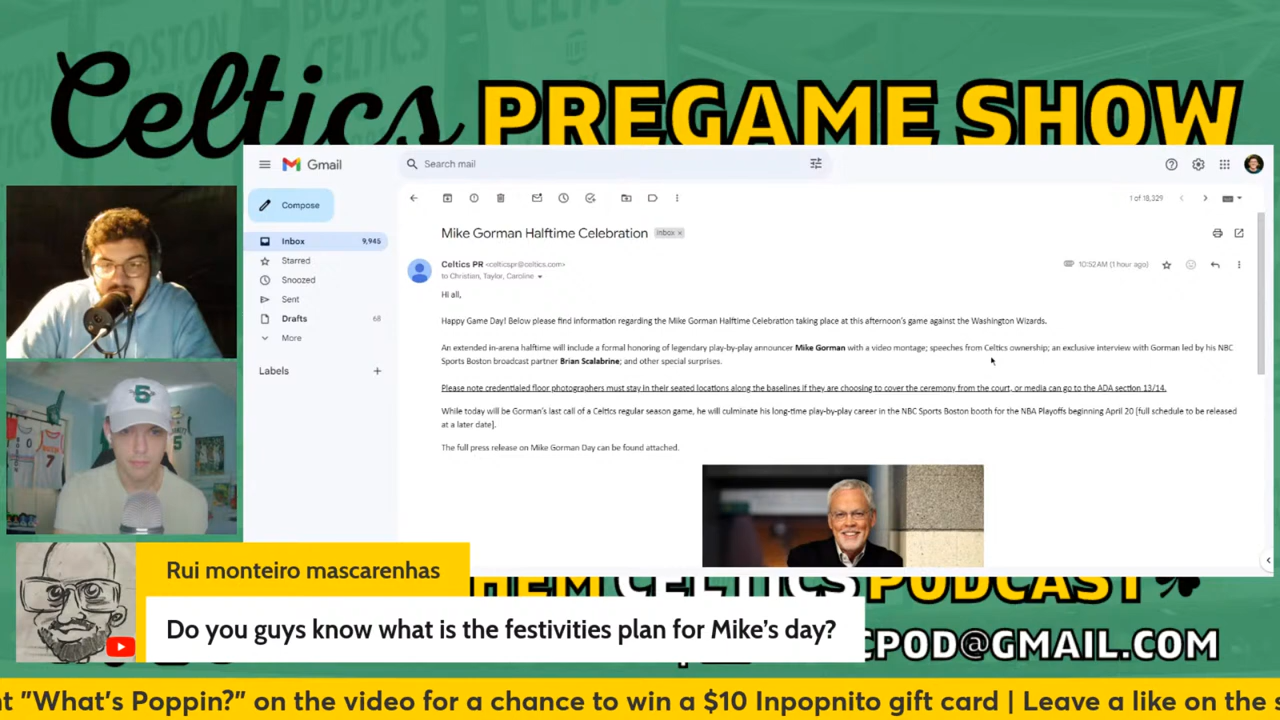 Celtics PREGAME SHOW
BOSTON
CELTICS
Gmail
Search mail
Compose
1 of 18,329
Mike Gorman Halftime Celebration Inbox ×
Inbox 9,945
Starred
Snoozed
Sent
Drafts 68
More
Labels +
Celtics PR <celticspr@celtics.com>
10:52 AM (1 hour ago)
to Christian, Taylor, Caroline
Hi all,
Happy Game Day! Below please find information regarding the Mike Gorman Halftime Celebration taking place at this afternoon's game against the Washington Wizards.
An extended in-arena halftime will include a formal honoring of legendary play-by-play announcer Mike Gorman with a video montage; speeches from Celtics ownership; an exclusive interview with Gorman led by his NBC
Sports Boston broadcast partner Brian Scalabrine; and other special surprises.
Please note credentialed floor photographers must stay in their seated locations along the baselines if they are choosing to cover the ceremony from the court, or media can go to the ADA section 13/14.
While today will be Gorman's last call of a Celtics regular season game, he will culminate his long-time play-by-play career in the NBC Sports Boston booth for the NBA Playoffs beginning April 20 [full schedule to be released
at a later date].
The full press release on Mike Gorman Day can be found attached.
Rui monteiro mascarenhas
HEM CELTICS PODCAST
Do you guys know what is the festivities plan for Mike's day?
CPOD@GMAIL.COM
t "What's Poppin?" on the video for a chance to win a $10 Inpopnito gift card | Leave a like on the s